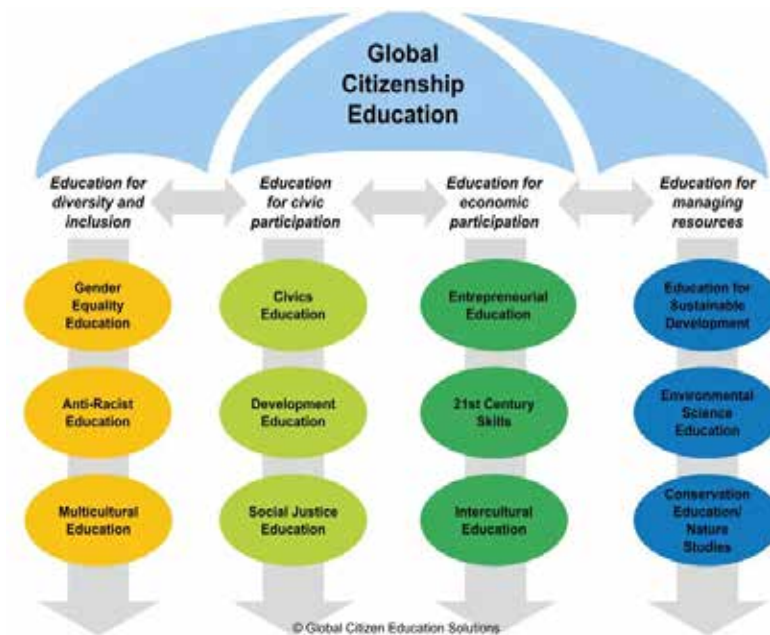 Global
Citizenship
Education
Education for
diversity and
inclusion
Education
for civic
participation
Education for
economic
participation
Education for
managing
resources
Gender
Equality
Education
Civics
Education
Entrepreneurial
Education
Education for
Sustainable
Development
Anti-Racist
Education
Development
Education
21st Century
Skills
Environmental
Science
Education
Multicultural
Education
Social Justice
Education
Intercultural
Education
Conservation
Education/
Nature
Studies
© Global Citizen Education Solutions